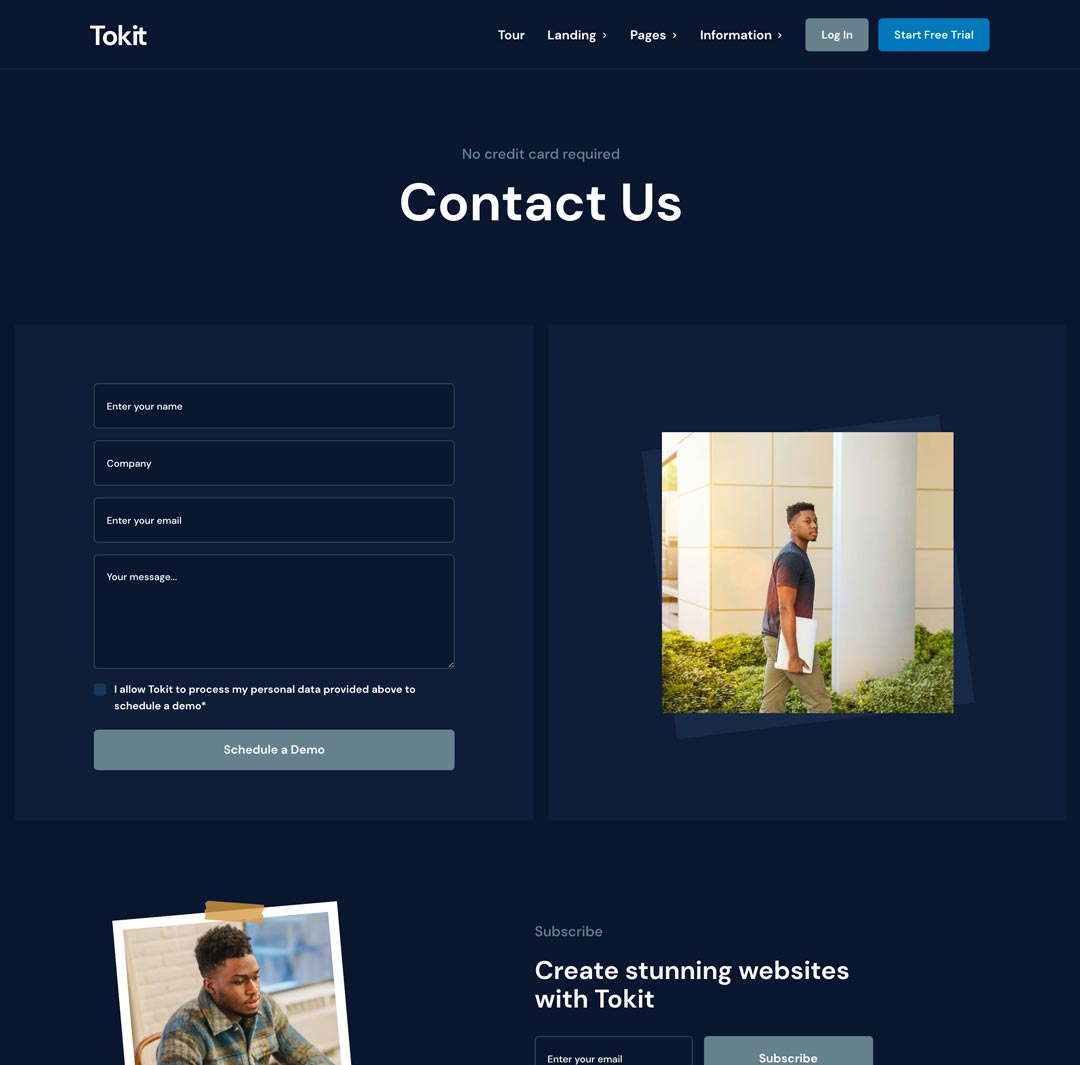 Tokit
Tour
Landing
Pages
Information
Log In
Start Free Trial
No credit card required
Contact Us
Enter your name
Company
Enter your email
Your message...
I allow Tokit to process my personal data provided above to
schedule a demo*
Schedule a Demo
Subscribe
Create stunning websites
with Tokit
Enter your email
Subscribe